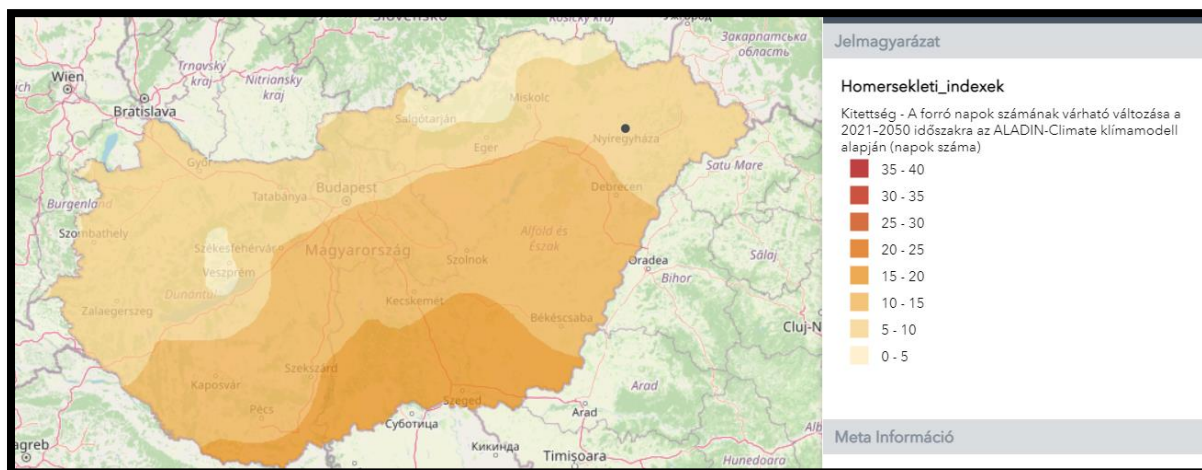 Slovensko
Košický kraj
Ужгород
Закарпатська
область
Wien
Trnavský
kraj
Nitriansky
kraj
Bratislava
Miskolc
Salgótarján
Nyíregyháza
Eger
Győr
Satu Mare
Budapest
Debrecen
Tatabánya
Burgenland
Szombathely
Székesfehérvár
Magyarország
Alföld és
Észak
Sălaj
Veszprém
Szolnok
Oradea
Bihor
Dunántúl
Zalaegerszeg
Kecskemét
Békéscsaba
Cluj-N
Kaposvár
Szekszárd
Arad
Pécs
Szeged
Arad
Суботица
agreb
Кикинда
Timișoara
Hunedoara
Jelmagyarázat
Homersekleti_indexek
Kitettség - A forró napok számának várható változása a
2021–2050 időszakra az ALADIN-Climate klímamodell
alapján (napok száma)
35 - 40
30 - 35
25 - 30
20 - 25
15 - 20
10 - 15
5 - 10
0 - 5
Meta Információ